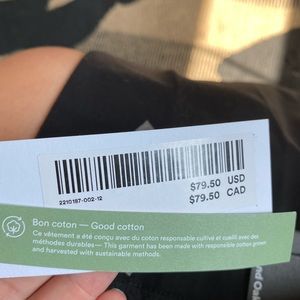 2210187-002-12
$79.50 USD
$79.50 CAD
Bon coton — Good cotton
Ce vêtement a été conçu avec du coton responsable cultivé et cueilli avec des
méthodes durables— This garment has been made with responsible cotton grown
and harvested with sustainable methods.